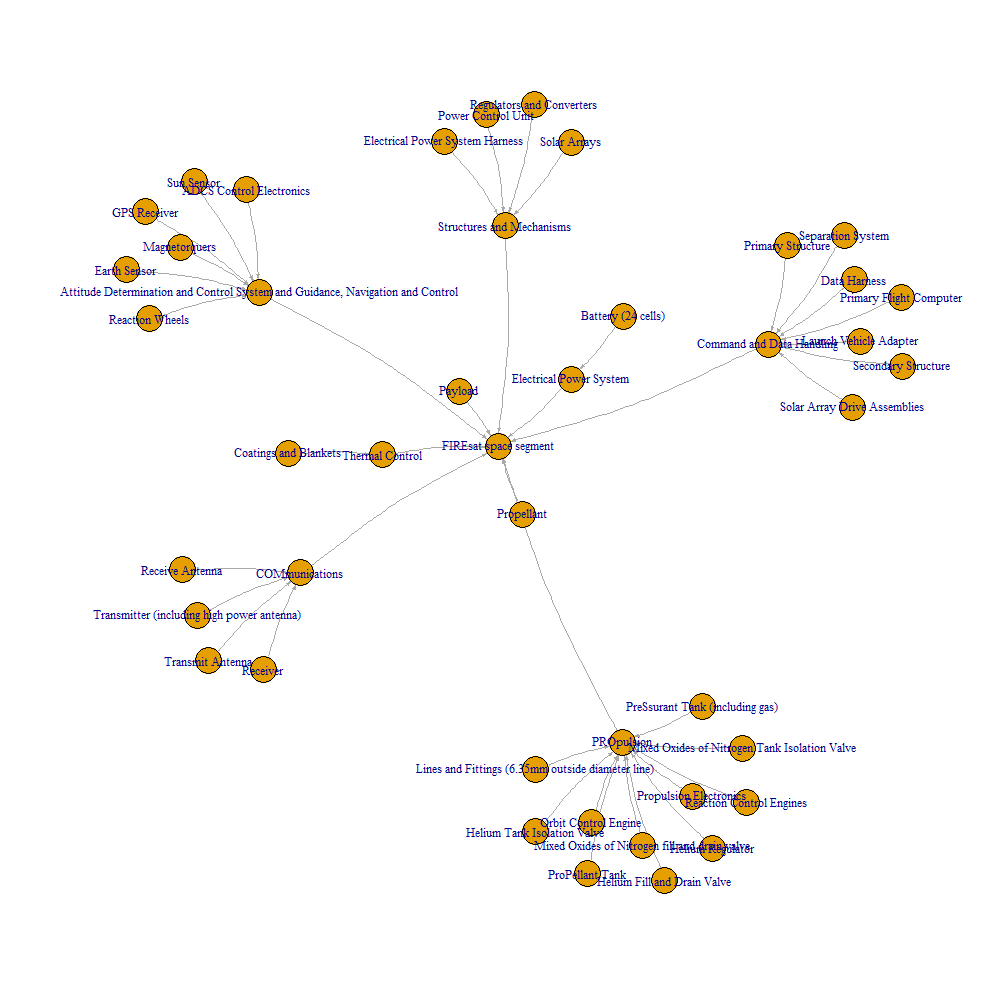 Regulators and Converters
Power Control Unit
Electrical Power System Harness
Solar Arrays
Sun Sensor
ADCS Control Electronics
GPS Receiver
Structures and Mechanisms
Separation System
Primary Structure
Magnetorquers
Earth Sensor
Data Harness
Attitude Determination and Control System and Guidance, Navigation and Control
Primary Flight Computer
Battery (24 cells)
Reaction Wheels
Launch Vehicle Adapter
Command and Data Handling
Secondary Structure
Electrical Power System
Payload
Solar Array Drive Assemblies
FIREsat space segment
Coatings and Blankets
Thermal Control
Propellant
Receive Antenna
COMmunications
Transmitter (including high power antenna)
Transmit Antenna
Receiver
PreSsurant Tank (including gas)
PROpulsion
Mixed Oxides of Nitrogen Tank Isolation Valve
Lines and Fittings (6.35mm outside diameter line)
Propulsion Electronics
Reaction Control Engines
Orbit Control Engine
Helium Tank Isolation Valve
Mixed Oxides of Nitrogen fill and drain valve
Helium Regulator
ProPellant Tank
Helium Fill and Drain Valve